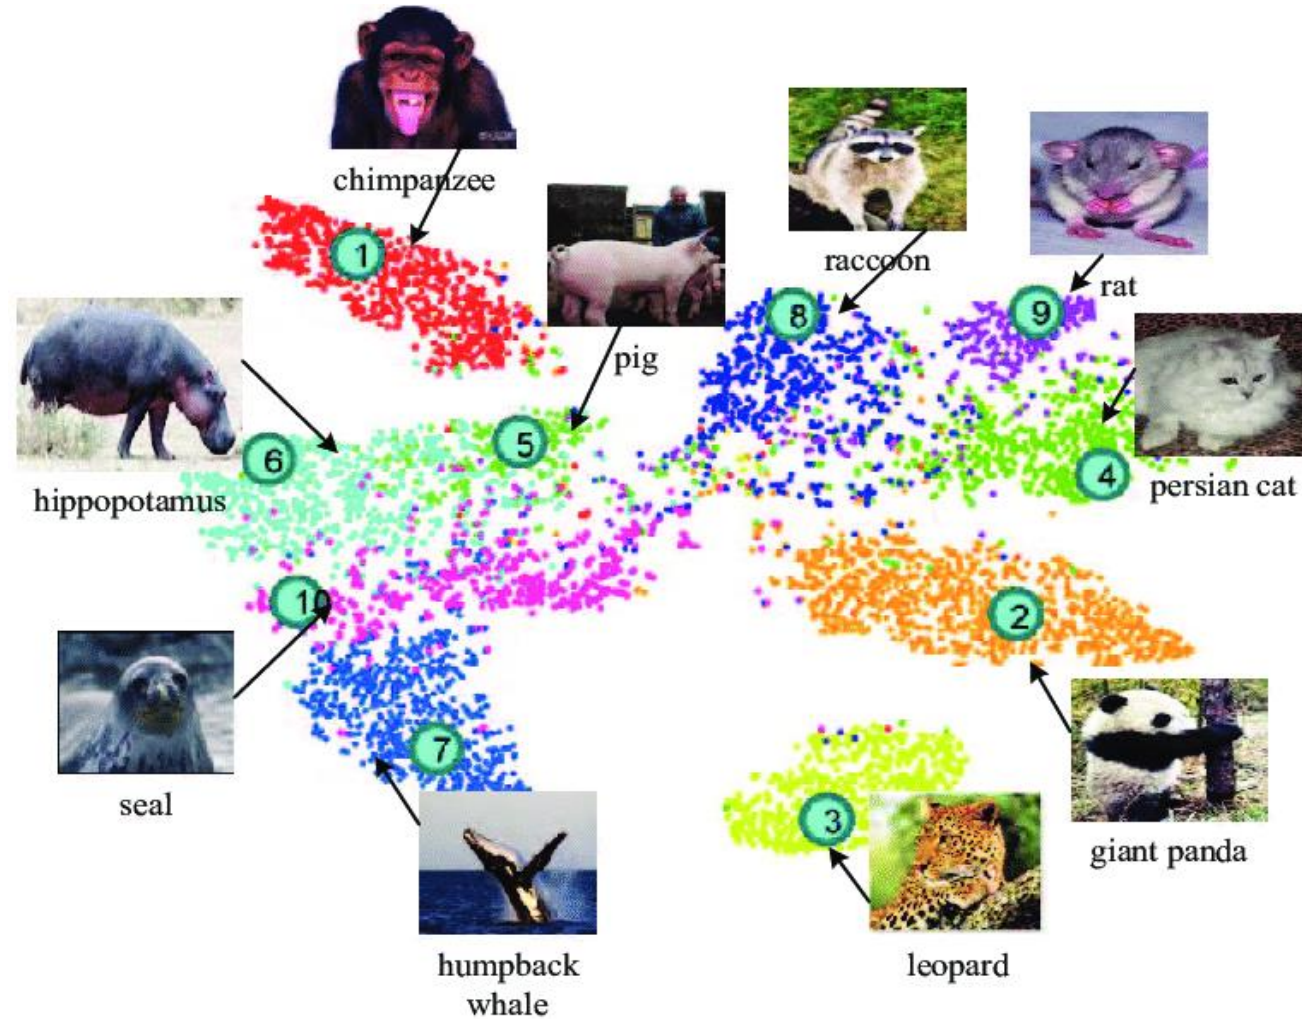 chimpanzee
raccoon
rat
1
8
9
pig
5
6
4
hippopotamus
persian cat
10
2
seal
7
3
giant panda
humpback
whale
leopard